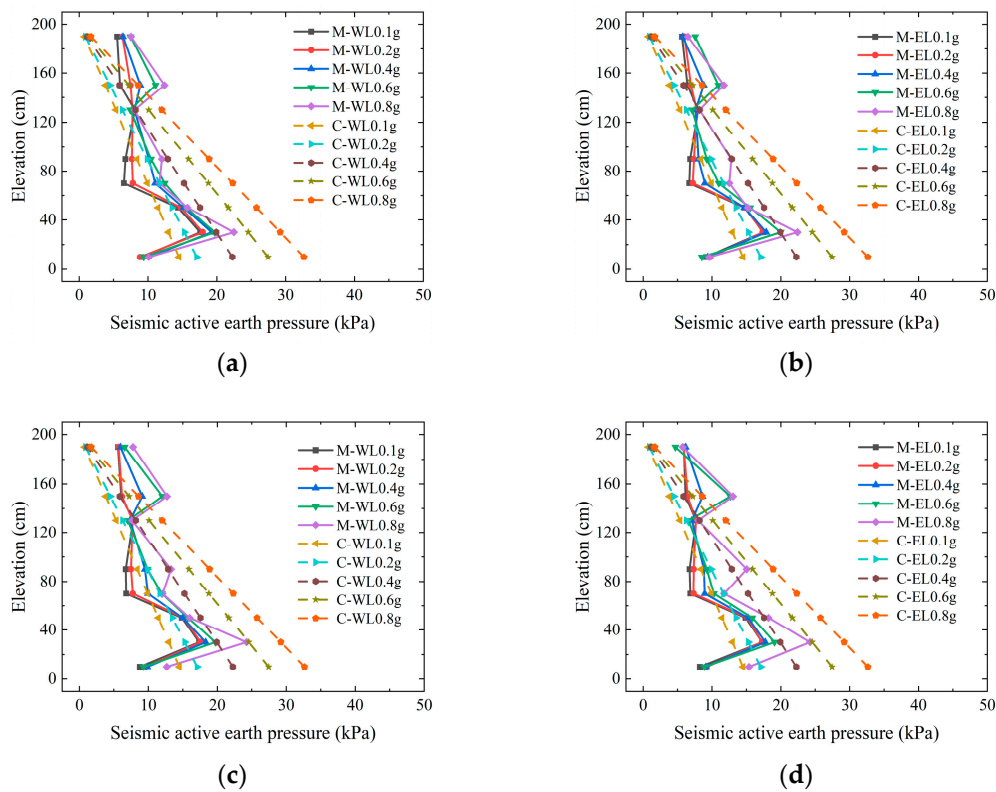 200
160
120
80
40
0
Elevation (cm)
0 10 20 30 40 50
Seismic active earth pressure (kPa)
M-WL0.1g
M-WL0.2g
M-WL0.4g
M-WL0.6g
M-WL0.8g
C-WL0.1g
C-WL0.2g
C-WL0.4g
C-WL0.6g
C-WL0.8g
(a)
200
160
120
80
40
0
Elevation (cm)
0 10 20 30 40 50
Seismic active earth pressure (kPa)
M-EL0.1g
M-EL0.2g
M-EL0.4g
M-EL0.6g
M-EL0.8g
C-EL0.1g
C-EL0.2g
C-EL0.4g
C-EL0.6g
C-EL0.8g
(b)
200
160
120
80
40
0
Elevation (cm)
0 10 20 30 40 50
Seismic active earth pressure (kPa)
M-WL0.1g
M-WL0.2g
M-WL0.4g
M-WL0.6g
M-WL0.8g
C-WL0.1g
C-WL0.2g
C-WL0.4g
C-WL0.6g
C-WL0.8g
(c)
200
160
120
80
40
0
Elevation (cm)
0 10 20 30 40 50
Seismic active earth pressure (kPa)
M-EL0.1g
M-EL0.2g
M-EL0.4g
M-EL0.6g
M-EL0.8g
C-EL0.1g
C-EL0.2g
C-EL0.4g
C-EL0.6g
C-EL0.8g
(d)